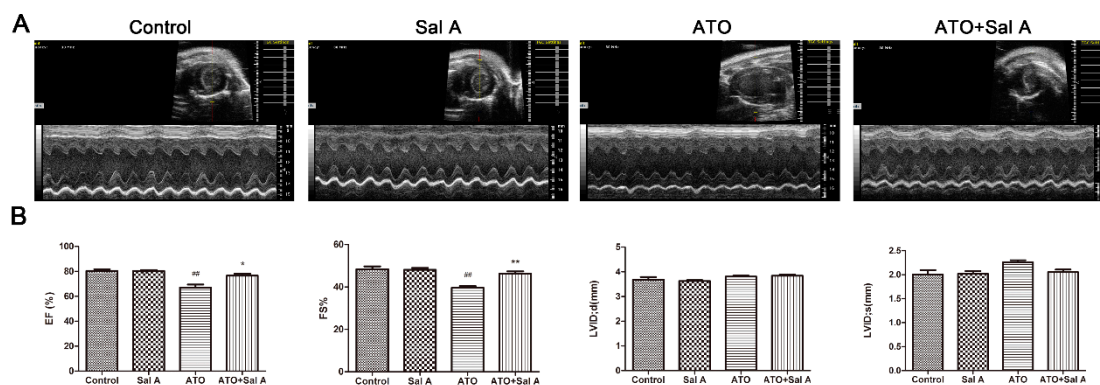 A
Control
Sal A
ATO
ATO+Sal A
B
EF (%)
100
80
60
40
20
0
##
*
Control
Sal A
ATO
ATO+Sal A
FS%
60
40
20
0
##
**
Control
Sal A
ATO
ATO+Sal A
LVID;d(mm)
5
4
3
2
1
0
Control
Sal A
ATO
ATO+Sal A
LVID;s(mm)
2.5
2.0
1.5
1.0
0.5
0.0
Control
Sal A
ATO
ATO+Sal A